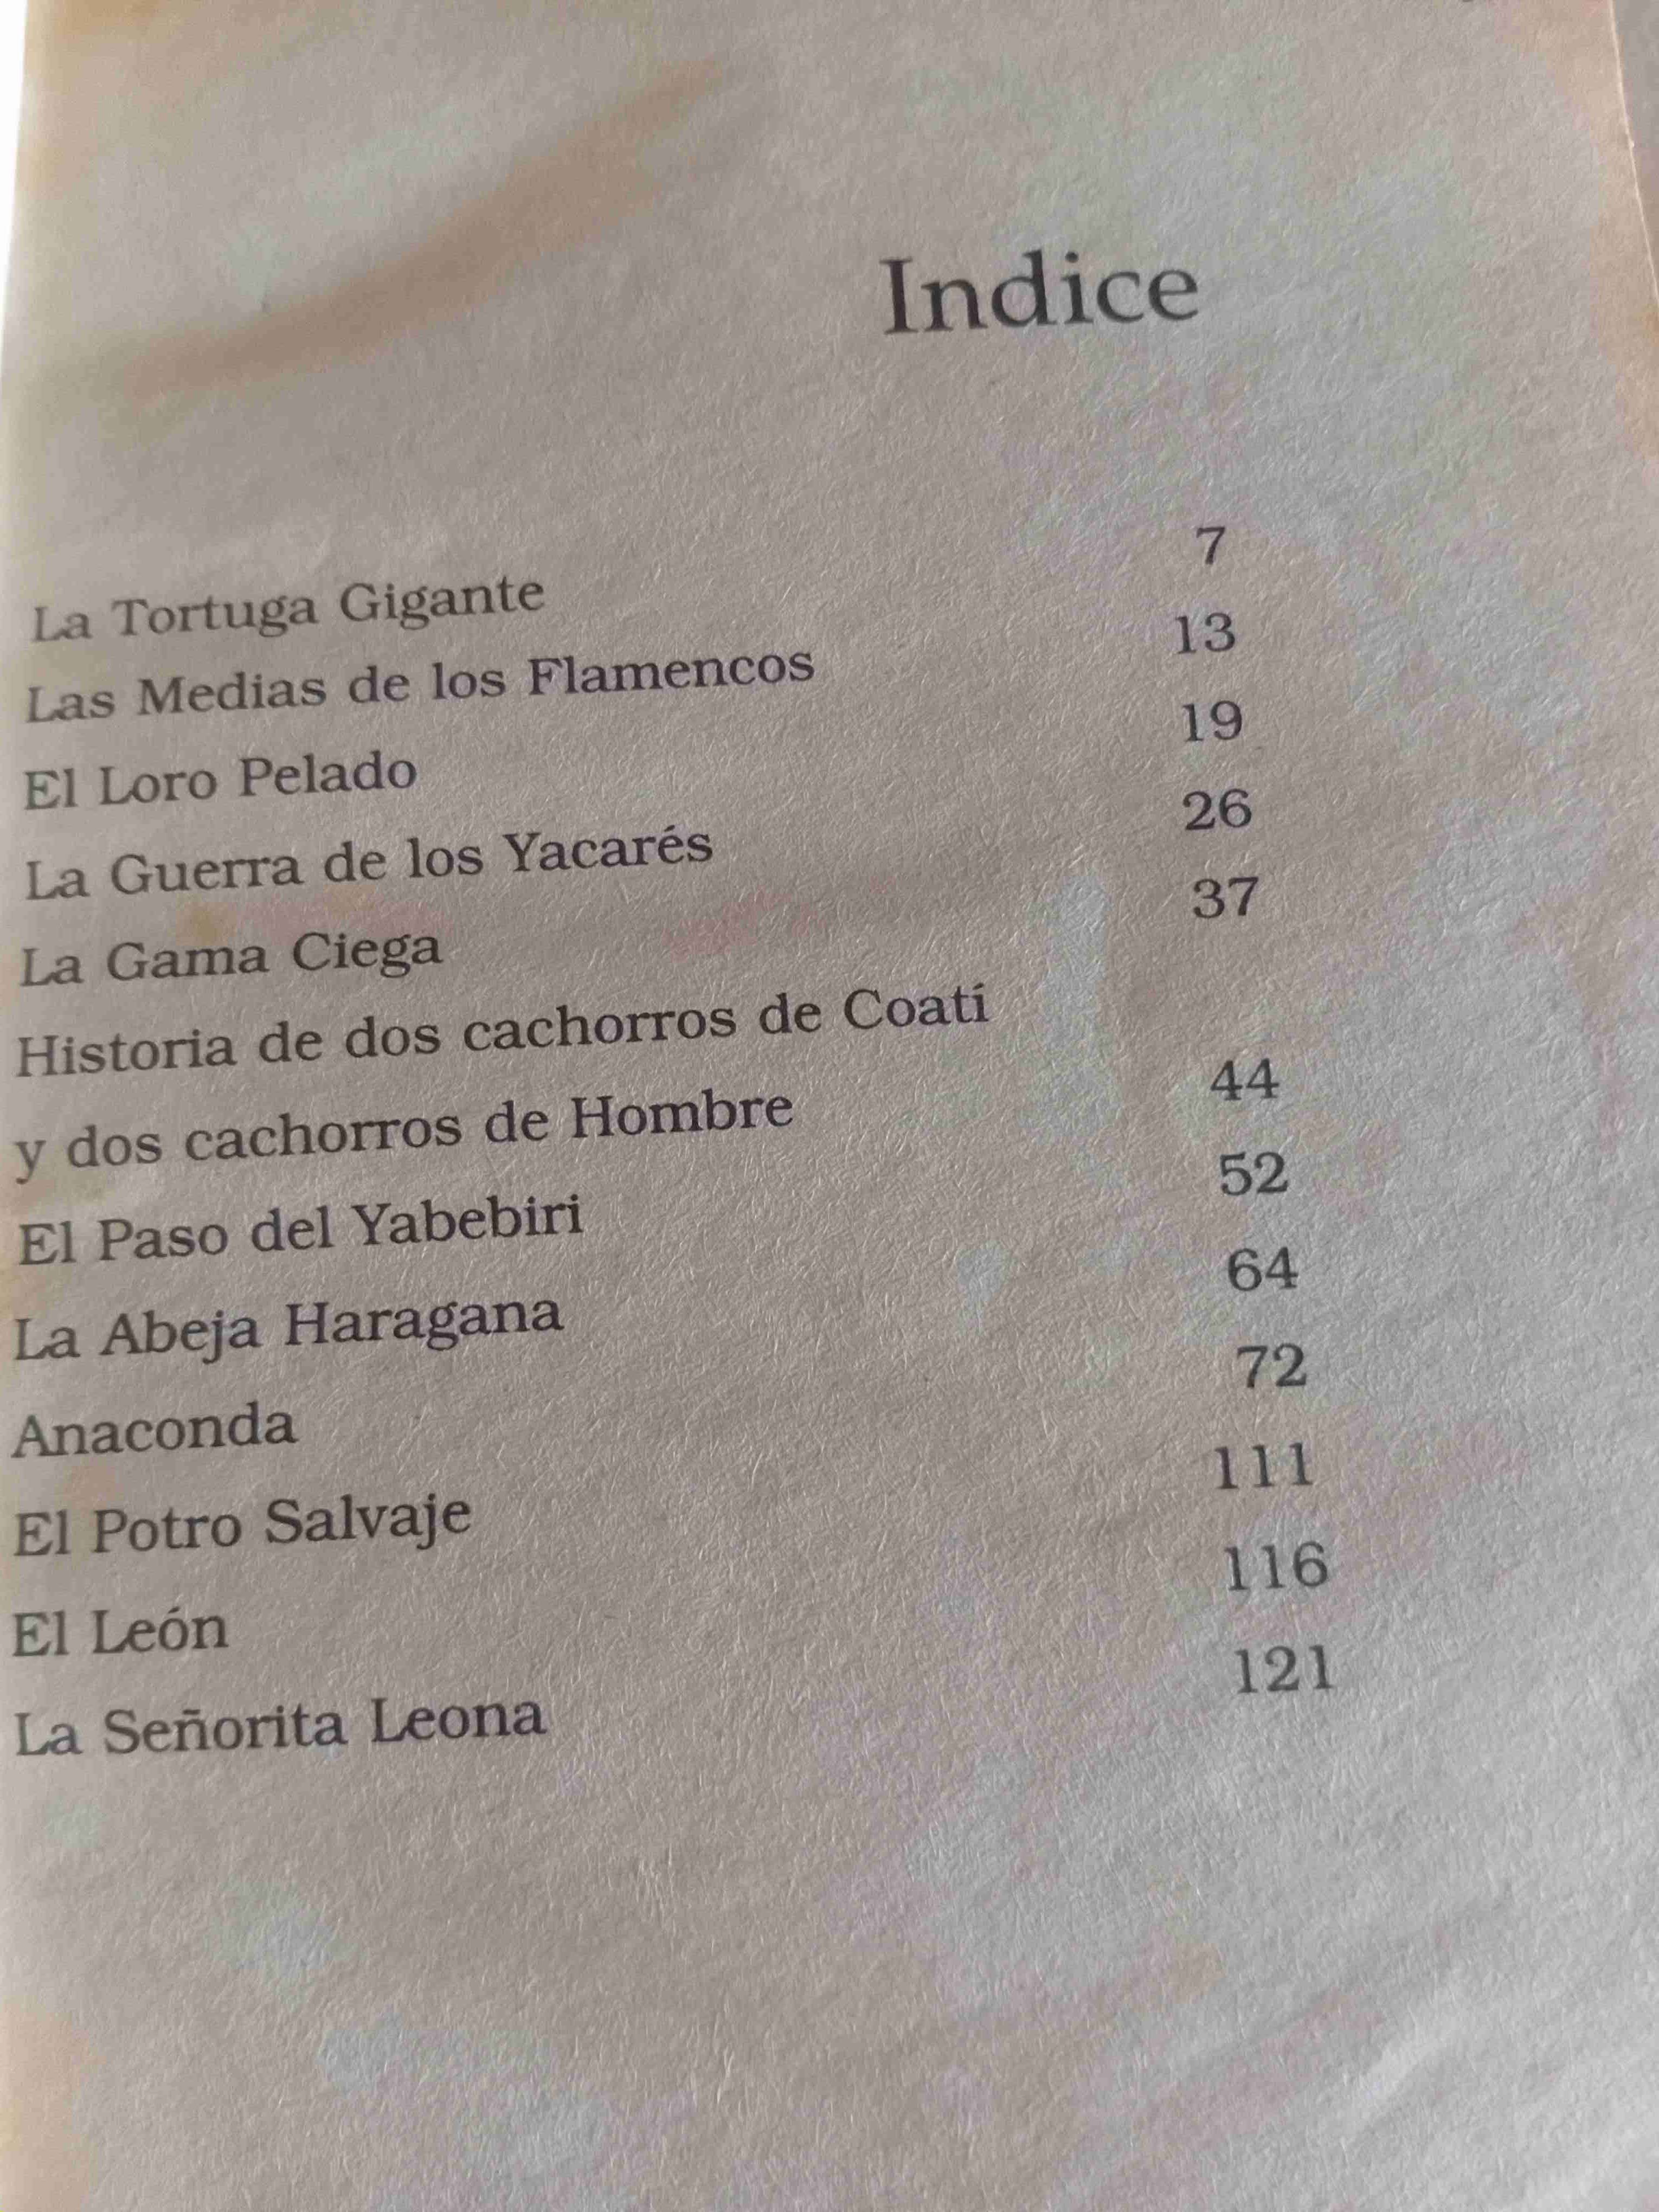 Indice
La Tortuga Gigante 7
Las Medias de los Flamencos 13
El Loro Pelado 19
La Guerra de los Yacarés 26
La Gama Ciega 37
Historia de dos cachorros de Coatí
y dos cachorros de Hombre 44
El Paso del Yabebiri 52
La Abeja Haragana 64
Anaconda 72
El Potro Salvaje 111
El León 116
La Señorita Leona 121